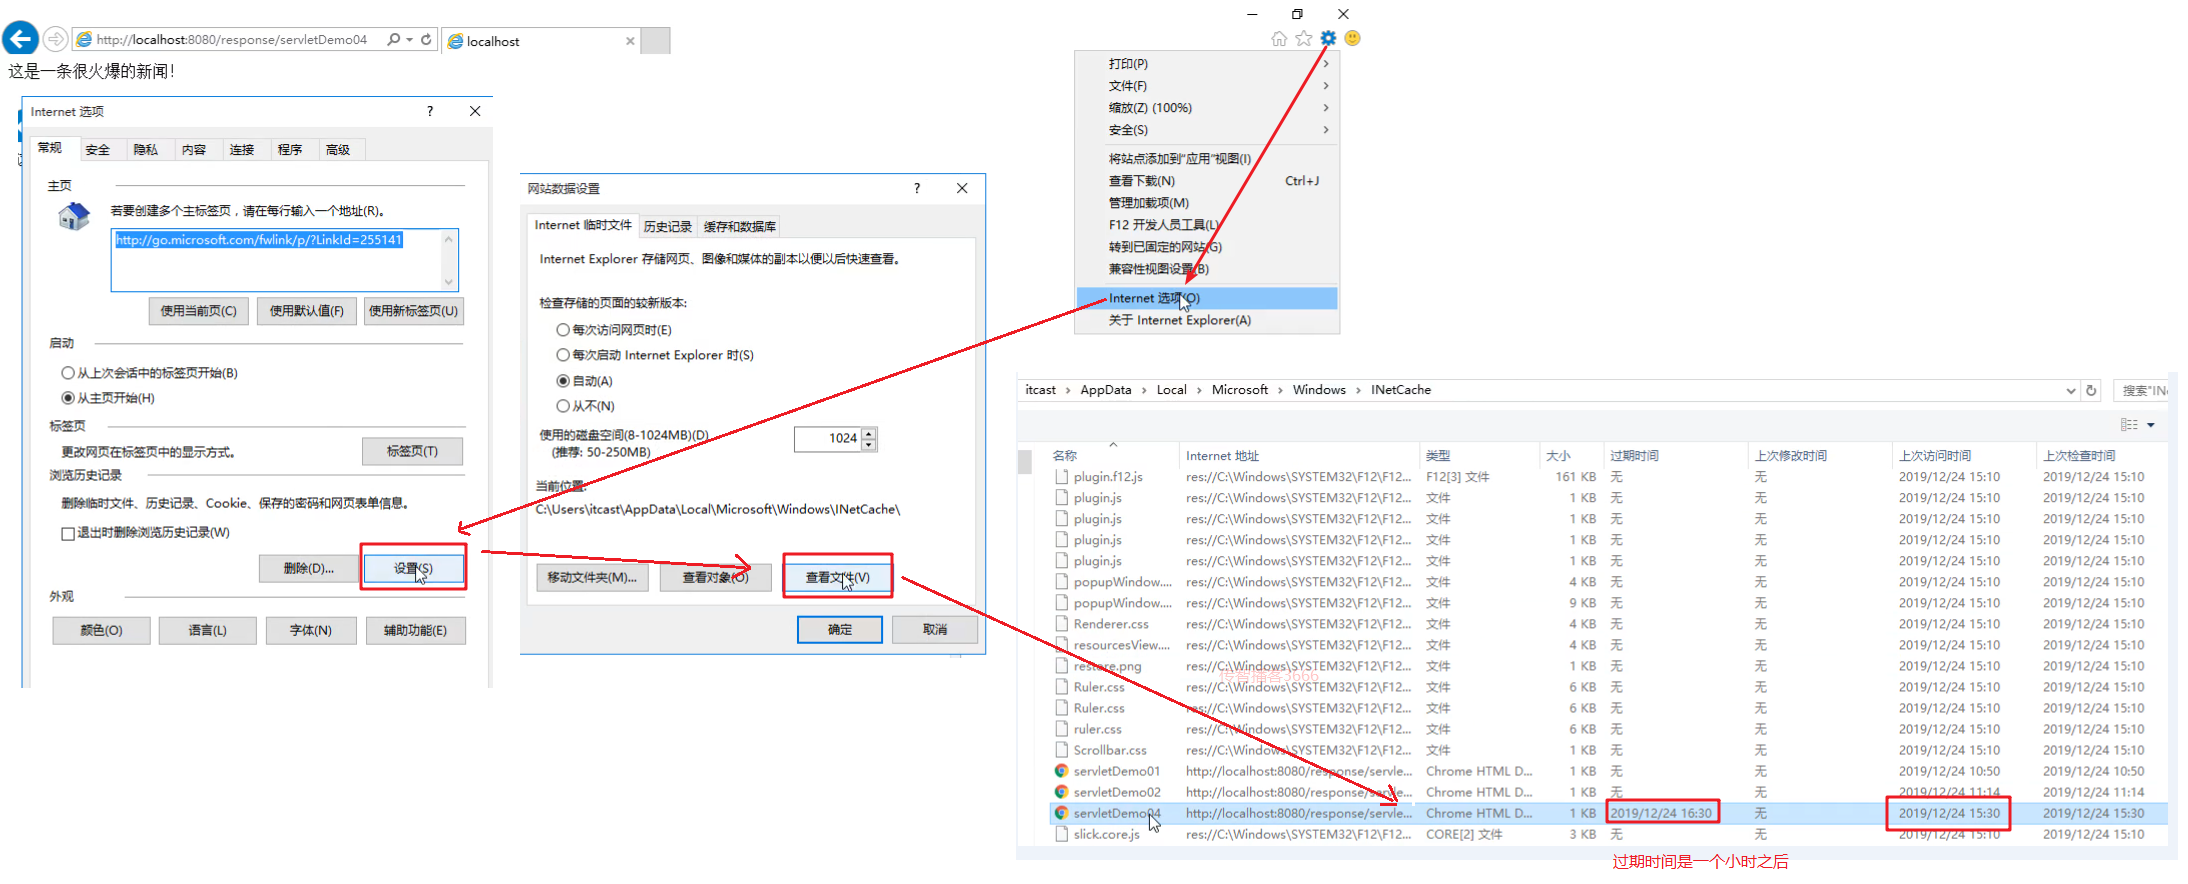 http://localhost:8080/response/servletDemo04
localhost
这是一条很火爆的新闻！
Internet 选项
常规 安全 隐私 内容 连接 程序 高级
主页
若要创建多个主标签页，请在每行输入一个地址(R)。
http://go.microsoft.com/fwlink/p/?LinkId=255141
使用当前页(C) 使用默认值(F) 使用新标签页(U)
启动
从上次会话中的标签页开始(B)
从主页开始(H)
标签页
更改网页在标签页中的显示方式。 标签页(T)
浏览历史记录
删除临时文件、历史记录、Cookie、保存的密码和网页表单信息。
退出时删除浏览历史记录(W)
删除(D)... 设置(S)
外观
颜色(O) 语言(L) 字体(N) 辅助功能(E)
网站数据设置
Internet 临时文件 历史记录 缓存和数据库
Internet Explorer 存储网页、图像和媒体的副本以便以后快速查看。
检查存储的页面的较新版本:
每次访问网页时(E)
每次启动 Internet Explorer 时(S)
自动(A)
从不(N)
使用的磁盘空间(8-1024MB)(D) 1024
(推荐: 50-250MB)
当前位置:
C:\Users\itcast\AppData\Local\Microsoft\Windows\INetCache\
移动文件夹(M)... 查看对象(O) 查看文件(V)
确定 取消
打印(P)
文件(F)
缩放(Z) (100%)
安全(S)
将站点添加到“应用”视图(I)
查看下载(N) Ctrl+J
管理加载项(M)
F12 开发人员工具(L)
转到已固定的网站(G)
兼容性视图设置(B)
Internet 选项(O)
关于 Internet Explorer(A)
itcast › AppData › Local › Microsoft › Windows › INetCache 搜索"IN
名称 Internet 地址 类型 大小 过期时间 上次修改时间 上次访问时间 上次检查时间
plugin.f12.js res://C:\Windows\SYSTEM32\F12\F12... F12[3] 文件 161 KB 无 无 2019/12/24 15:10 2019/12/24 15:10
plugin.js res://C:\Windows\SYSTEM32\F12\F12... 文件 1 KB 无 无 2019/12/24 15:10 2019/12/24 15:10
plugin.js res://C:\Windows\SYSTEM32\F12\F12... 文件 1 KB 无 无 2019/12/24 15:10 2019/12/24 15:10
plugin.js res://C:\Windows\SYSTEM32\F12\F12... 文件 1 KB 无 无 2019/12/24 15:10 2019/12/24 15:10
plugin.js res://C:\Windows\SYSTEM32\F12\F12... 文件 1 KB 无 无 2019/12/24 15:10 2019/12/24 15:10
popupWindow.... res://C:\Windows\SYSTEM32\F12\F12... 文件 4 KB 无 无 2019/12/24 15:10 2019/12/24 15:10
popupWindow.... res://C:\Windows\SYSTEM32\F12\F12... 文件 9 KB 无 无 2019/12/24 15:10 2019/12/24 15:10
Renderer.css res://C:\Windows\SYSTEM32\F12\F12... 文件 4 KB 无 无 2019/12/24 15:10 2019/12/24 15:10
resourcesView.... res://C:\Windows\SYSTEM32\F12\F12... 文件 4 KB 无 无 2019/12/24 15:10 2019/12/24 15:10
restore.png res://C:\Windows\SYSTEM32\F12\F12... 文件 1 KB 无 无 2019/12/24 15:10 2019/12/24 15:10
传智播客3666
Ruler.css res://C:\Windows\SYSTEM32\F12\F12... 文件 6 KB 无 无 2019/12/24 15:10 2019/12/24 15:10
Ruler.css res://C:\Windows\SYSTEM32\F12\F12... 文件 6 KB 无 无 2019/12/24 15:10 2019/12/24 15:10
ruler.css res://C:\Windows\SYSTEM32\F12\F12... 文件 6 KB 无 无 2019/12/24 15:10 2019/12/24 15:10
Scrollbar.css res://C:\Windows\SYSTEM32\F12\F12... 文件 1 KB 无 无 2019/12/24 15:10 2019/12/24 15:10
servletDemo01 http://localhost:8080/response/servle... Chrome HTML D... 1 KB 无 无 2019/12/24 10:50 2019/12/24 10:50
servletDemo02 http://localhost:8080/response/servle... Chrome HTML D... 1 KB 无 无 2019/12/24 11:14 2019/12/24 11:14
servletDemo04 http://localhost:8080/response/servle... Chrome HTML D... 1 KB 2019/12/24 16:30 无 2019/12/24 15:30 2019/12/24 15:30
slick.core.js res://C:\Windows\SYSTEM32\F12\F12... CORE[2] 文件 3 KB 无 无 2019/12/24 15:10 2019/12/24 15:10
过期时间是一个小时之后